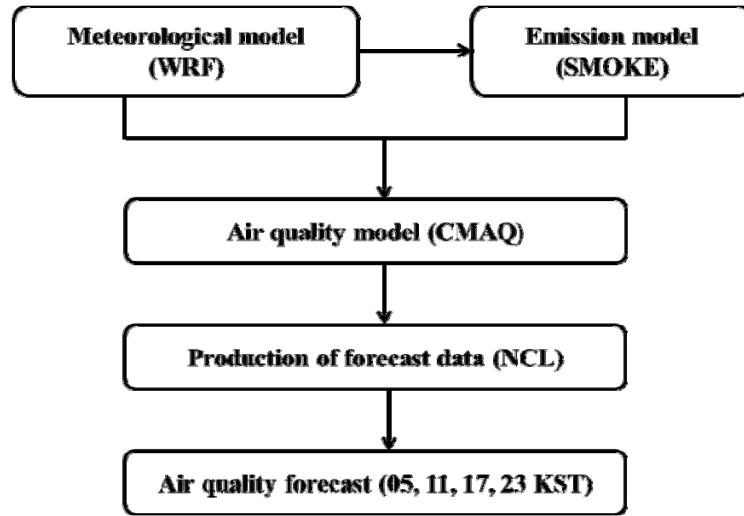 Meteorological model
(WRF)
Emission model
(SMOKE)
Air quality model (CMAQ)
Production of forecast data (NCL)
Air quality forecast (05, 11, 17, 23 KST)